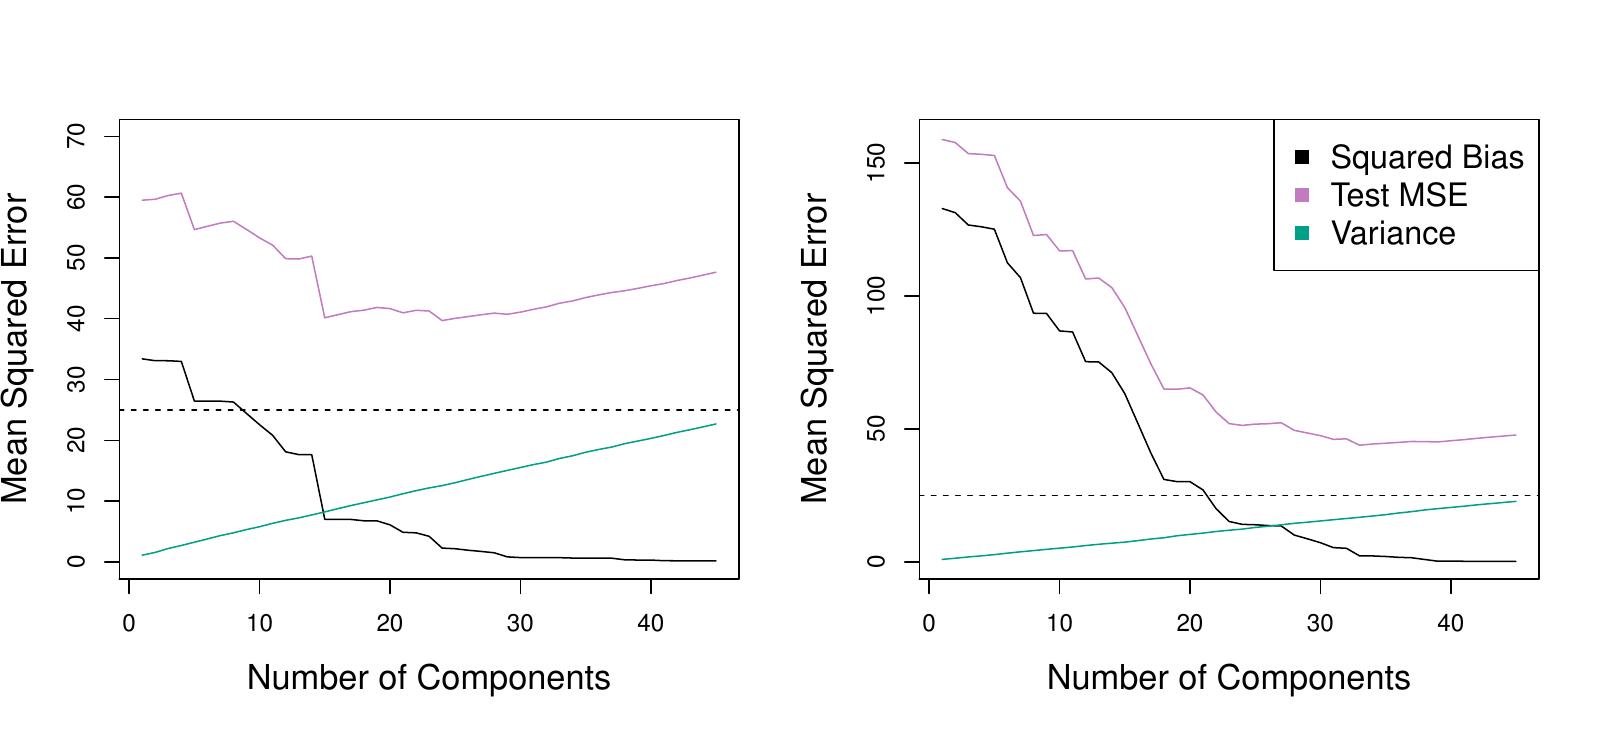 Mean Squared Error
70
60
50
40
30
20
10
0
0 10 20 30 40
Number of Components
Mean Squared Error
150
100
50
0
0 10 20 30 40
Number of Components
Squared Bias
Test MSE
Variance